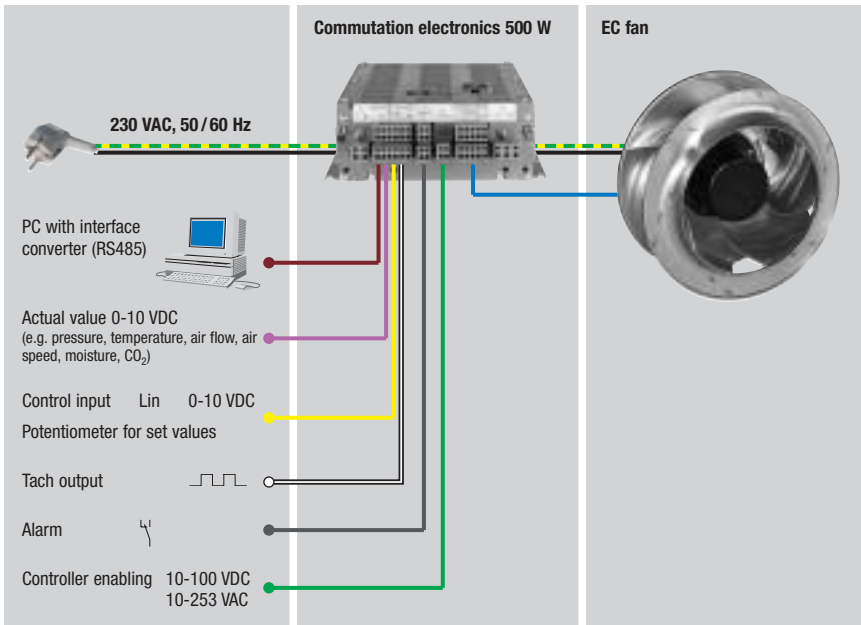 Commutation electronics 500 W
EC fan
230 VAC, 50/60 Hz
PC with interface
converter (RS485)
Actual value 0-10 VDC
(e.g. pressure, temperature, air flow, air
speed, moisture, CO₂)
Control input Lin 0-10 VDC
Potentiometer for set values
Tach output
Alarm
Controller enabling 10-100 VDC
10-253 VAC